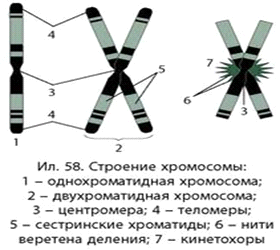 4
3
4
1
2
5
7
6
Ил. 58. Строение хромосомы:
1 – однохроматидная хромосома;
2 – двухроматидная хромосома;
3 – центромера; 4 – теломеры;
5 – сестринские хроматиды; 6 – нити
веретена деления; 7 – кинетохоры